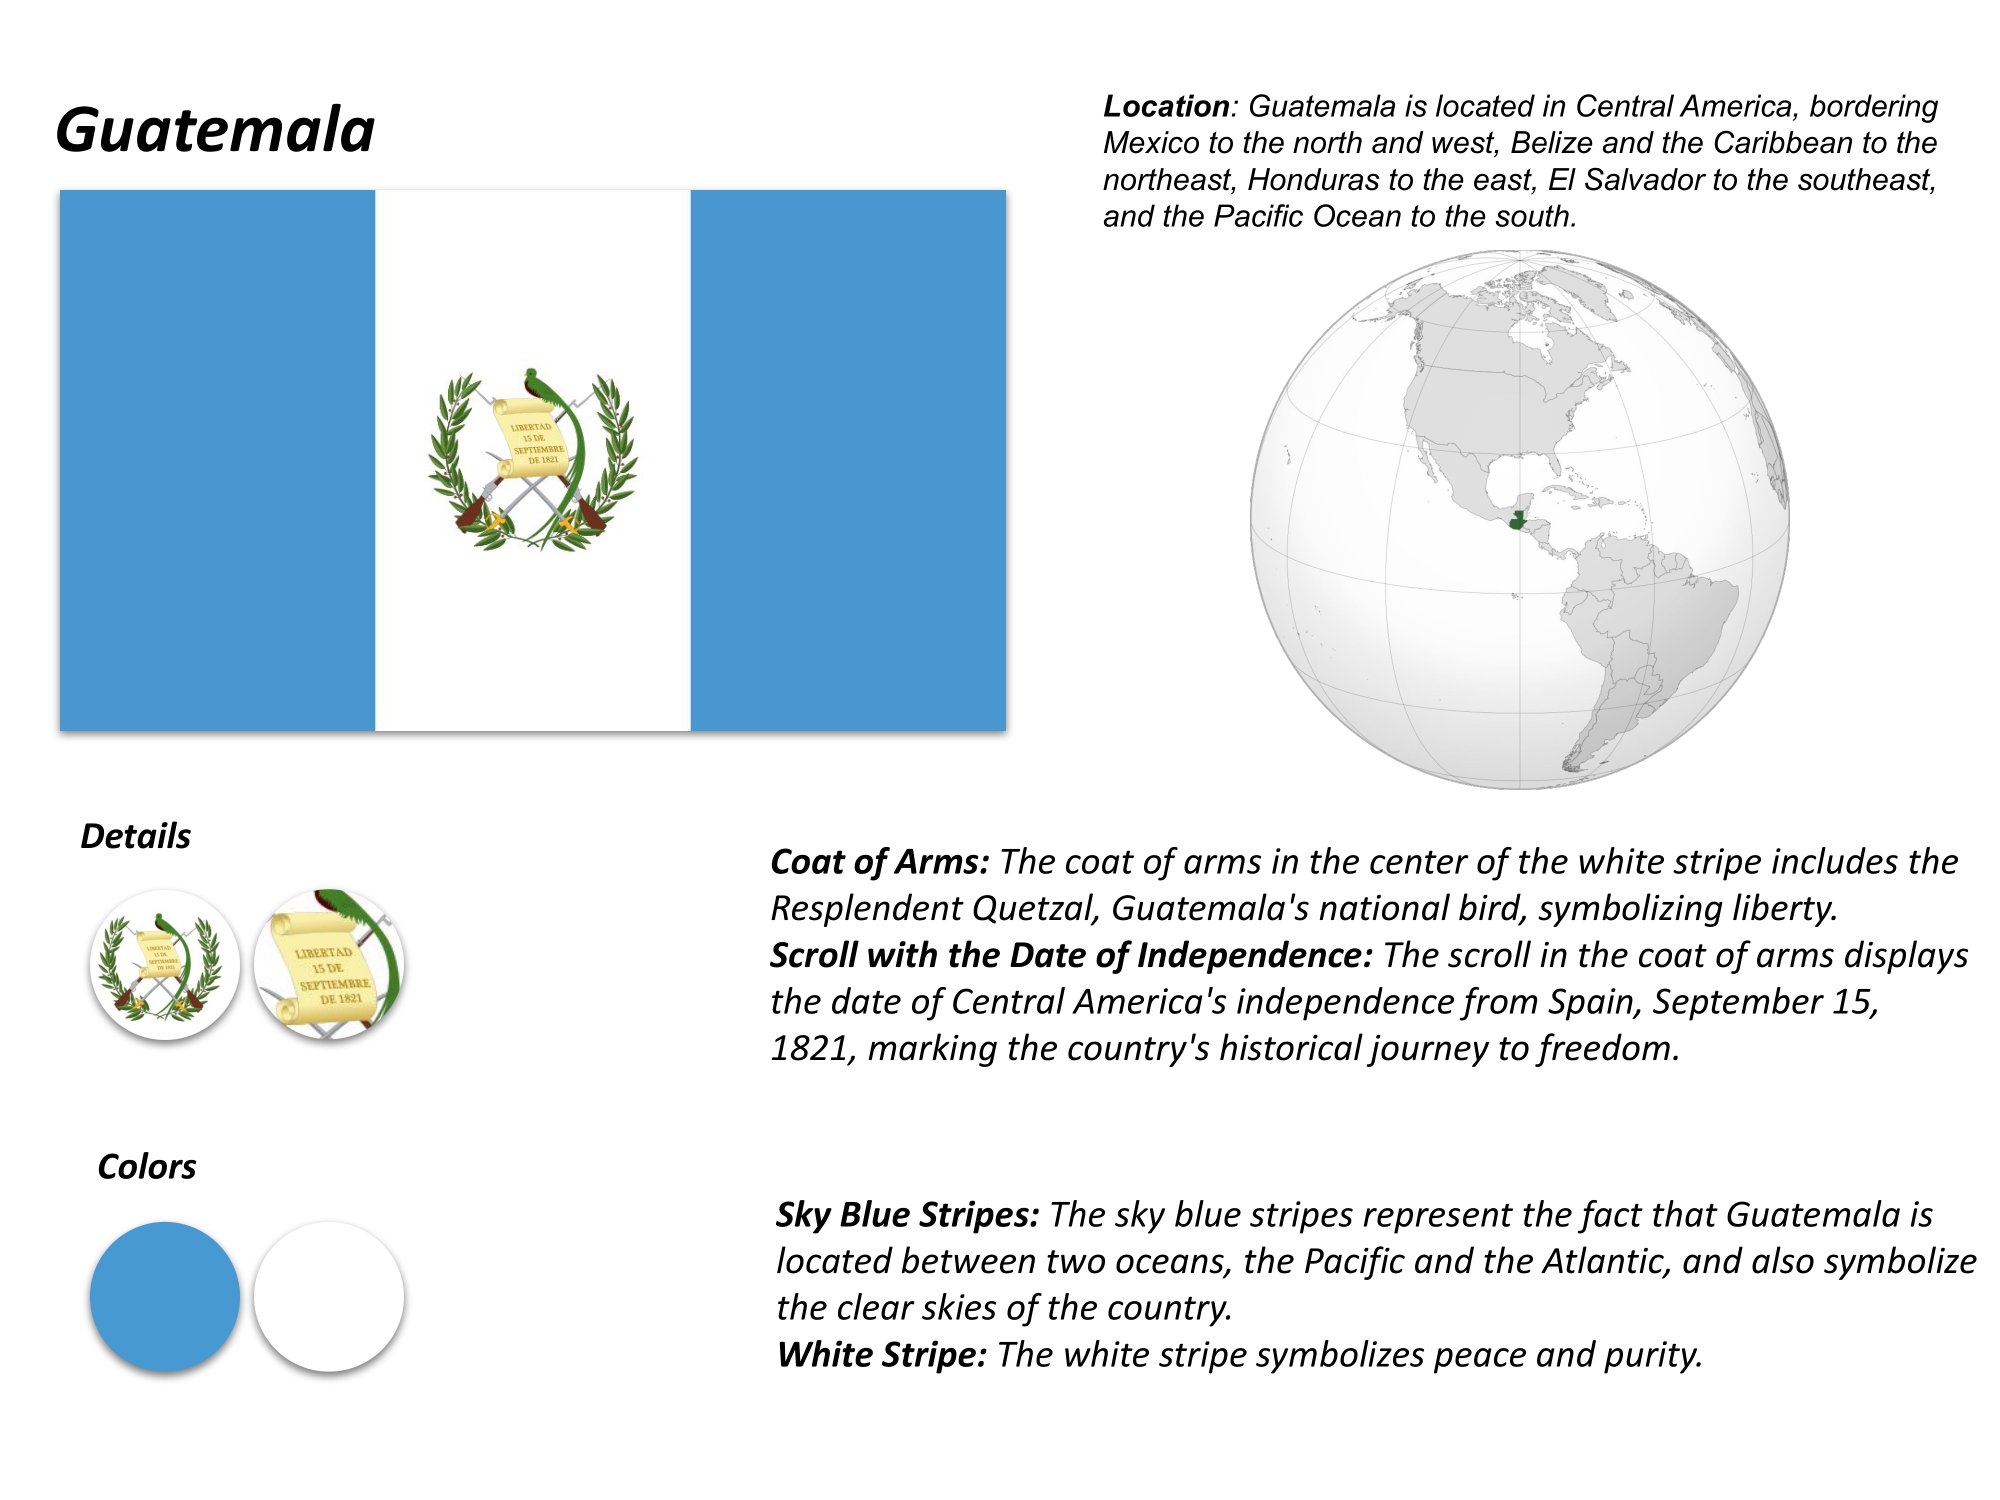 Guatemala
Location: Guatemala is located in Central America, bordering
Mexico to the north and west, Belize and the Caribbean to the
northeast, Honduras to the east, El Salvador to the southeast,
and the Pacific Ocean to the south.
LIBERTAD
15 DE
SEPTIEMBRE
DE 1821
Details
LIBERTAD
15 DE
SEPTIEMBRE
DE 1821
LIBERTAD
15 DE
SEPTIEMBRE
DE 1821
Coat of Arms: The coat of arms in the center of the white stripe includes the
Resplendent Quetzal, Guatemala's national bird, symbolizing liberty.
Scroll with the Date of Independence: The scroll in the coat of arms displays
the date of Central America's independence from Spain, September 15,
1821, marking the country's historical journey to freedom.
Colors
Sky Blue Stripes: The sky blue stripes represent the fact that Guatemala is
located between two oceans, the Pacific and the Atlantic, and also symbolize
the clear skies of the country.
White Stripe: The white stripe symbolizes peace and purity.